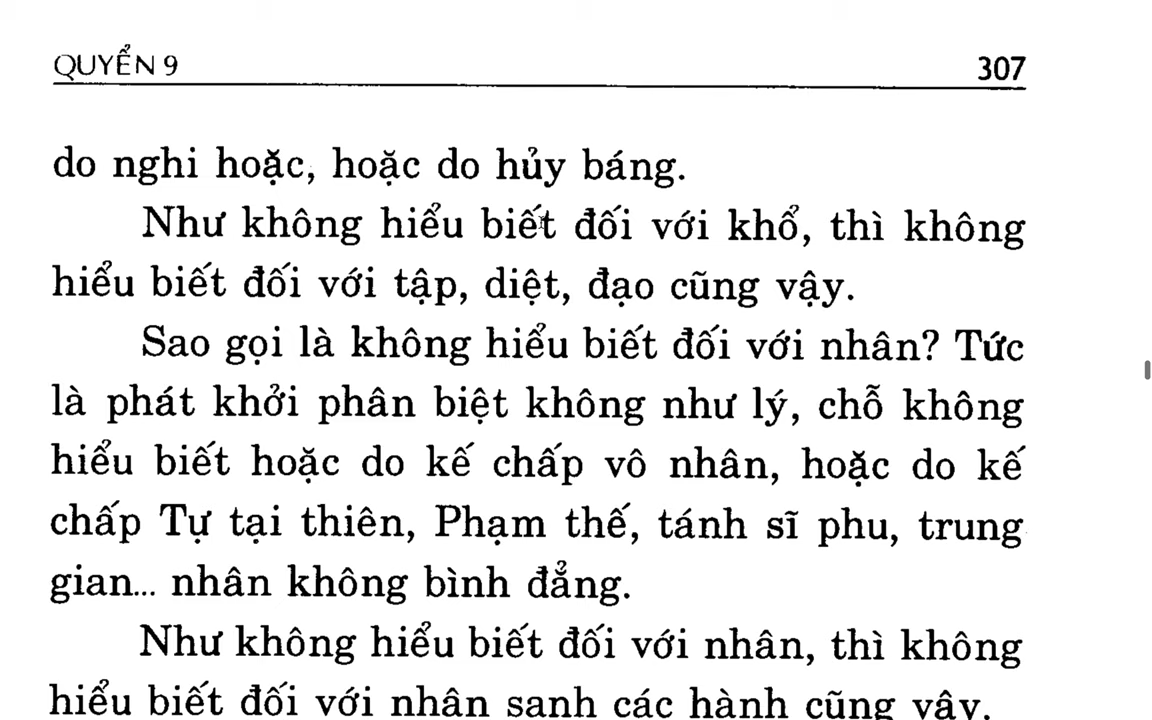 QUYỂN 9
307
do nghi hoặc, hoặc do hủy báng.
Như không hiểu biết đối với khổ, thì không
hiểu biết đối với tập, diệt, đạo cũng vậy.
Sao gọi là không hiểu biết đối với nhân? Tức
là phát khởi phân biệt không như lý, chỗ không
hiểu biết hoặc do kế chấp vô nhân, hoặc do kế
chấp Tự tại thiên, Phạm thế, tánh sĩ phu, trung
gian... nhân không bình đẳng.
Như không hiểu biết đối với nhân, thì không
hiểu biết đối với nhân sanh các hành cũng vậy.